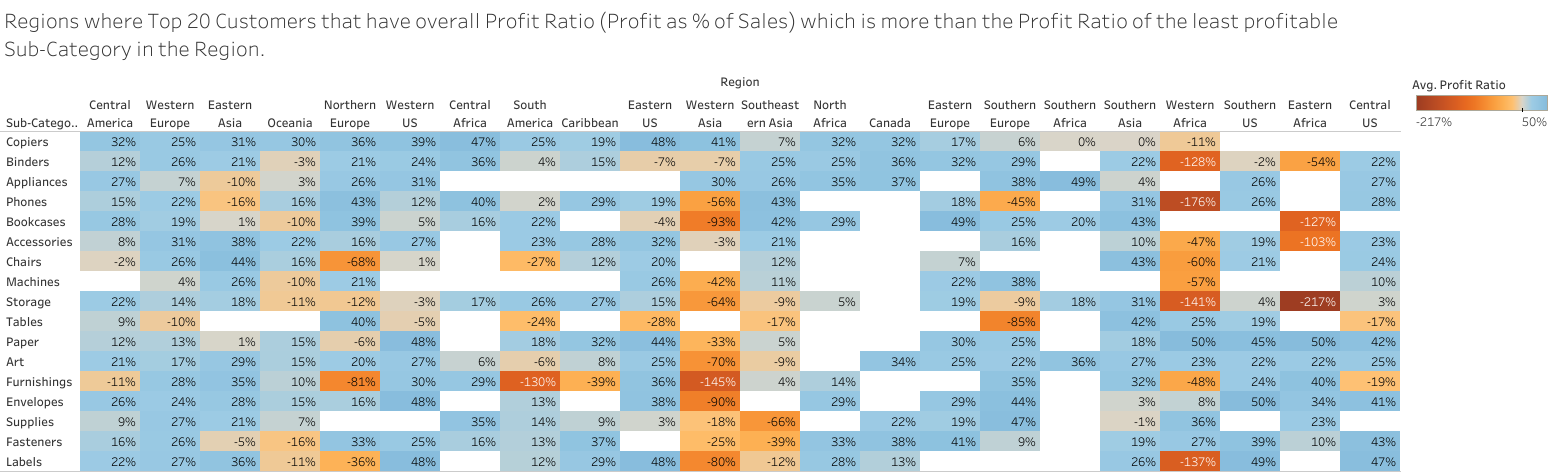 Regions where Top 20 Customers that have overall Profit Ratio (Profit as % of Sales) which is more than the Profit Ratio of the least profitable
Sub-Category in the Region.
Region
Avg. Profit Ratio
-217% 50%
Central Western Eastern Northern Western Central South Eastern Western Southeast North Eastern Southern Southern Southern Western Southern Eastern Central
Sub-Catego.. America Europe Asia Oceania Europe US Africa America Caribbean US Asia ern Asia Africa Canada Europe Europe Africa Asia Africa US Africa US
Copiers 32% 25% 31% 30% 36% 39% 47% 25% 19% 48% 41% 7% 32% 32% 17% 6% 0% 0% -11%
Binders 12% 26% 21% -3% 21% 24% 36% 4% 15% -7% -7% 25% 25% 36% 32% 29% 22% -128% -2% -54% 22%
Appliances 27% 7% -10% 3% 26% 31% 30% 26% 35% 37% 38% 49% 4% 26% 27%
Phones 15% 22% -16% 16% 43% 12% 40% 2% 29% 19% -56% 43% 18% -45% 31% -176% 26% 28%
Bookcases 28% 19% 1% -10% 39% 5% 16% 22% -4% -93% 42% 29% 49% 25% 20% 43% -127%
Accessories 8% 31% 38% 22% 16% 27% 23% 28% 32% -3% 21% 16% 10% -47% 19% -103% 23%
Chairs -2% 26% 44% 16% -68% 1% -27% 12% 20% 12% 7% 43% -60% 21% 24%
Machines 4% 26% -10% 21% 26% -42% 11% 22% 38% -57% 10%
Storage 22% 14% 18% -11% -12% -3% 17% 26% 27% 15% -64% -9% 5% 19% -9% 18% 31% -141% 4% -217% 3%
Tables 9% -10% 40% -5% -24% -28% -17% -85% 42% 25% 19% -17%
Paper 12% 13% 1% 15% -6% 48% 18% 32% 44% -33% 5% 30% 25% 18% 50% 45% 50% 42%
Art 21% 17% 29% 15% 20% 27% 6% -6% 8% 25% -70% -9% 34% 25% 22% 36% 27% 23% 22% 22% 25%
Furnishings -11% 28% 35% 10% -81% 30% 29% -130% -39% 36% -145% 4% 14% 35% 32% -48% 24% 40% -19%
Envelopes 26% 24% 28% 15% 16% 48% 13% 38% -90% 29% 29% 44% 3% 8% 50% 34% 41%
Supplies 9% 27% 21% 7% 35% 14% 9% 3% -18% -66% 22% 19% 47% -1% 36% 23%
Fasteners 16% 26% -5% -16% 33% 25% 16% 13% 37% -25% -39% 33% 38% 41% 9% 19% 27% 39% 10% 43%
Labels 22% 27% 36% -11% -36% 48% 12% 29% 48% -80% -12% 28% 13% 26% -137% 49% 47%